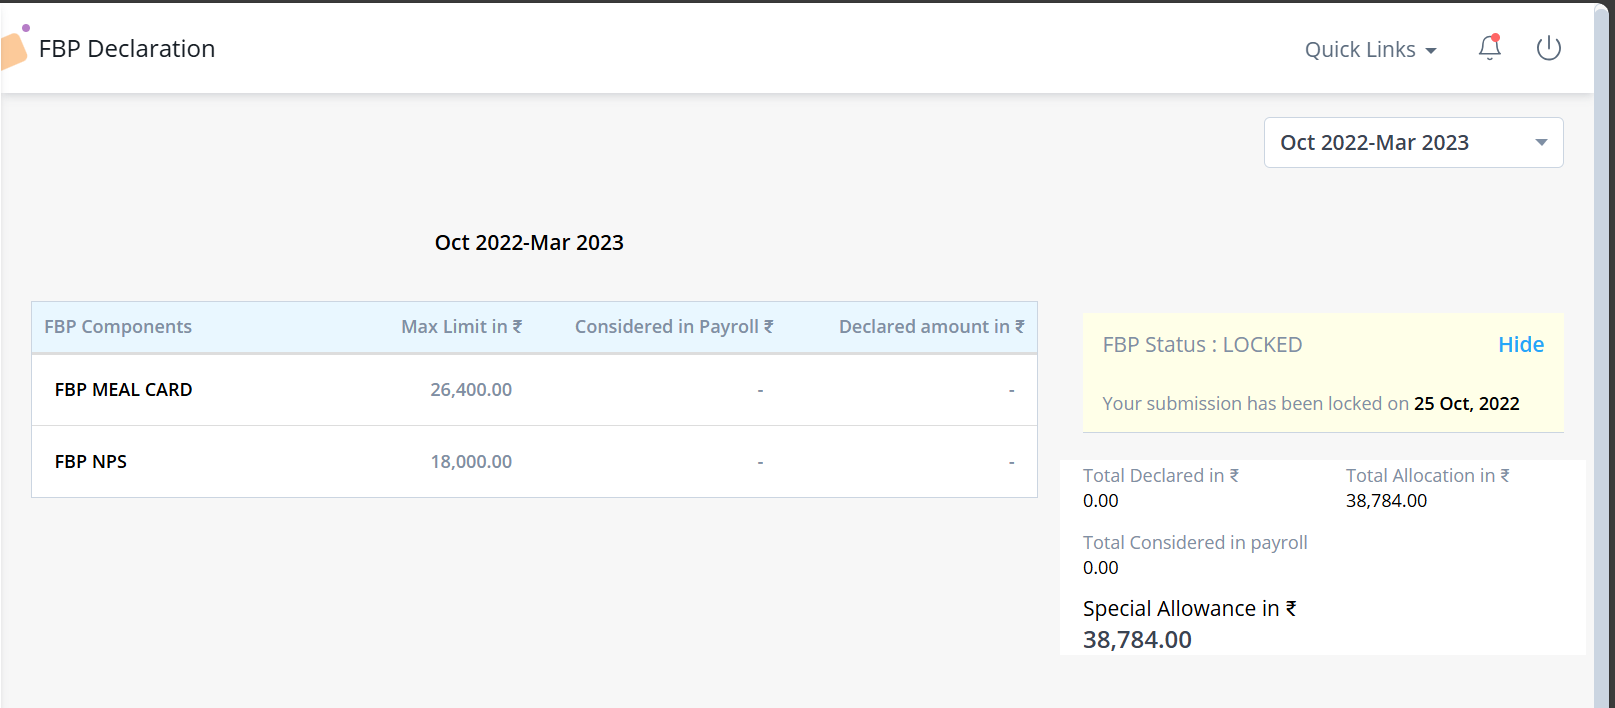 FBP Declaration
Quick Links
Oct 2022-Mar 2023
Oct 2022-Mar 2023
FBP Components Max Limit in ₹ Considered in Payroll ₹ Declared amount in ₹
FBP MEAL CARD 26,400.00 - -
FBP NPS 18,000.00 - -
FBP Status : LOCKED Hide
Your submission has been locked on 25 Oct, 2022
Total Declared in ₹ Total Allocation in ₹
0.00 38,784.00
Total Considered in payroll
0.00
Special Allowance in ₹
38,784.00